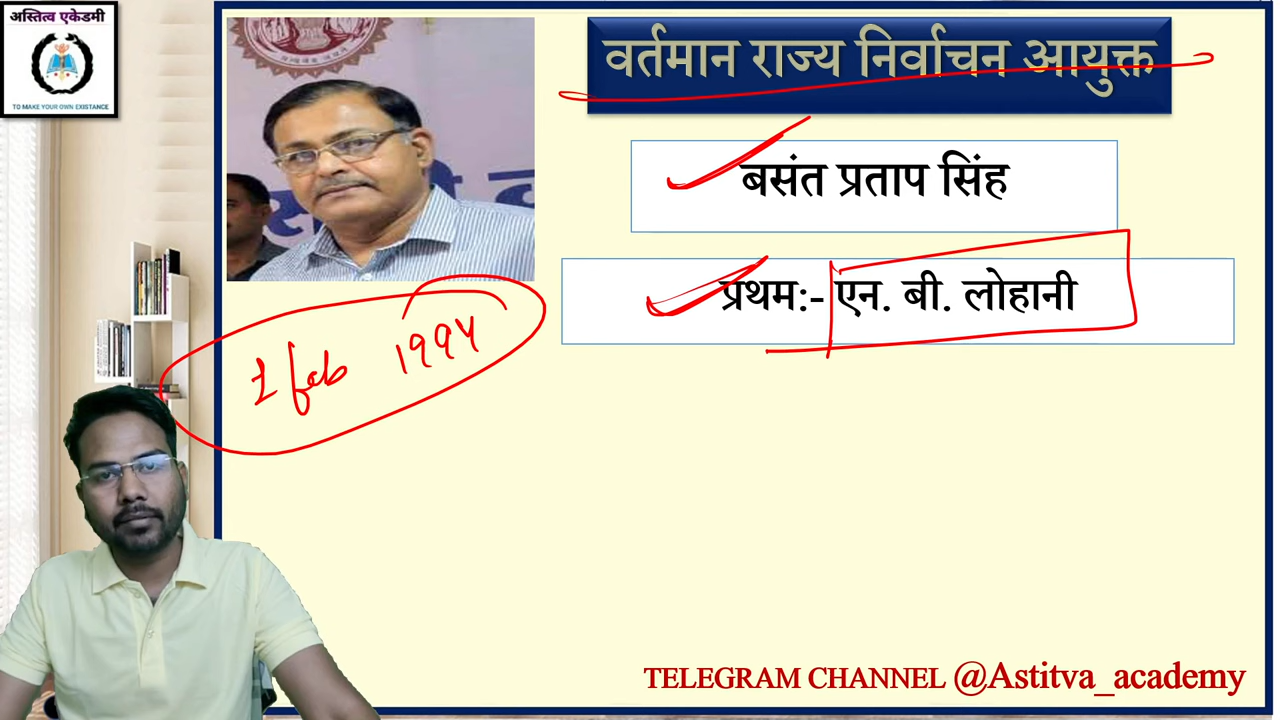 अस्तित्व एकेडमी
TO MAKE YOUR OWN EXISTANCE
वर्तमान राज्य निर्वाचन आयुक्त
बसंत प्रताप सिंह
प्रथम:- एन. बी. लोहानी
1 feb 1994
TELEGRAM CHANNEL @Astitva_academy